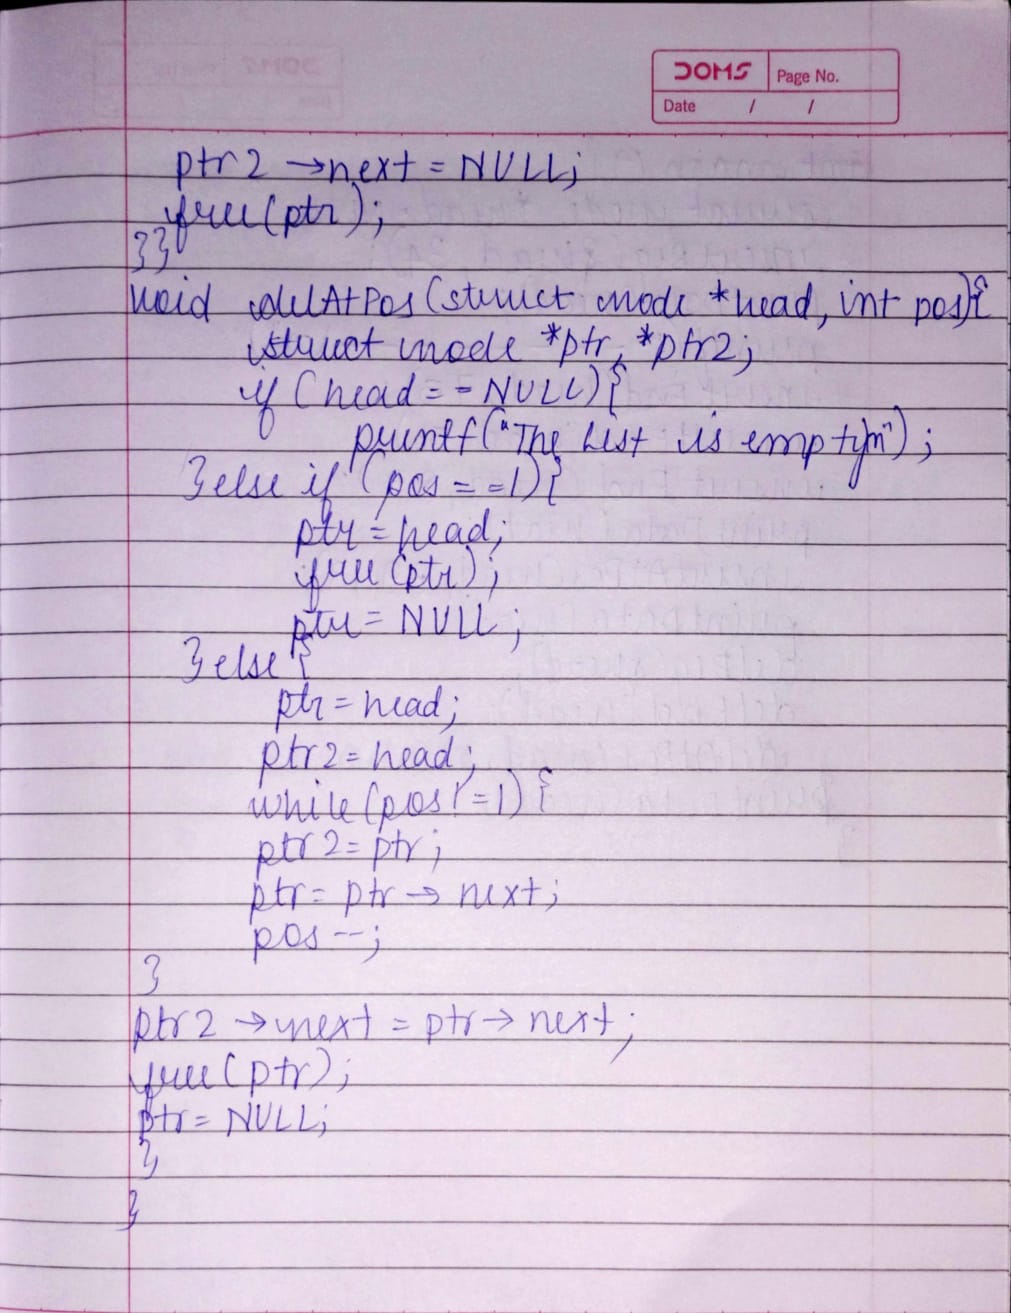 DOMS
Page No.
Date / /
ptr2 →next = NULL;
free(ptr);
}}
void delAtPos (struct node *head, int pos){
struct node *ptr, *ptr2;
if (head == NULL){
printf("The List is empty\n");
}else if (pos == 1){
ptr = head;
free(ptr);
ptr = NULL;
}else{
ptr = head;
ptr2 = head;
while (pos != 1) {
ptr2 = ptr;
ptr = ptr → next;
pos --;
}
ptr2 → next = ptr → next;
free(ptr);
ptr = NULL;
}
}